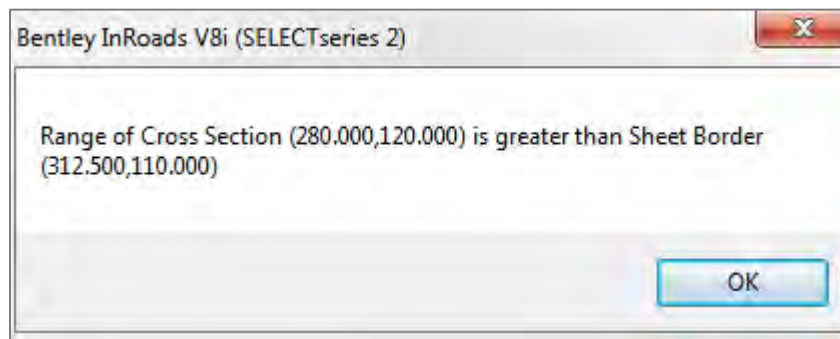 Bentley InRoads V8i (SELECTseries 2)
Range of Cross Section (280.000,120.000) is greater than Sheet Border
(312.500,110.000)
OK